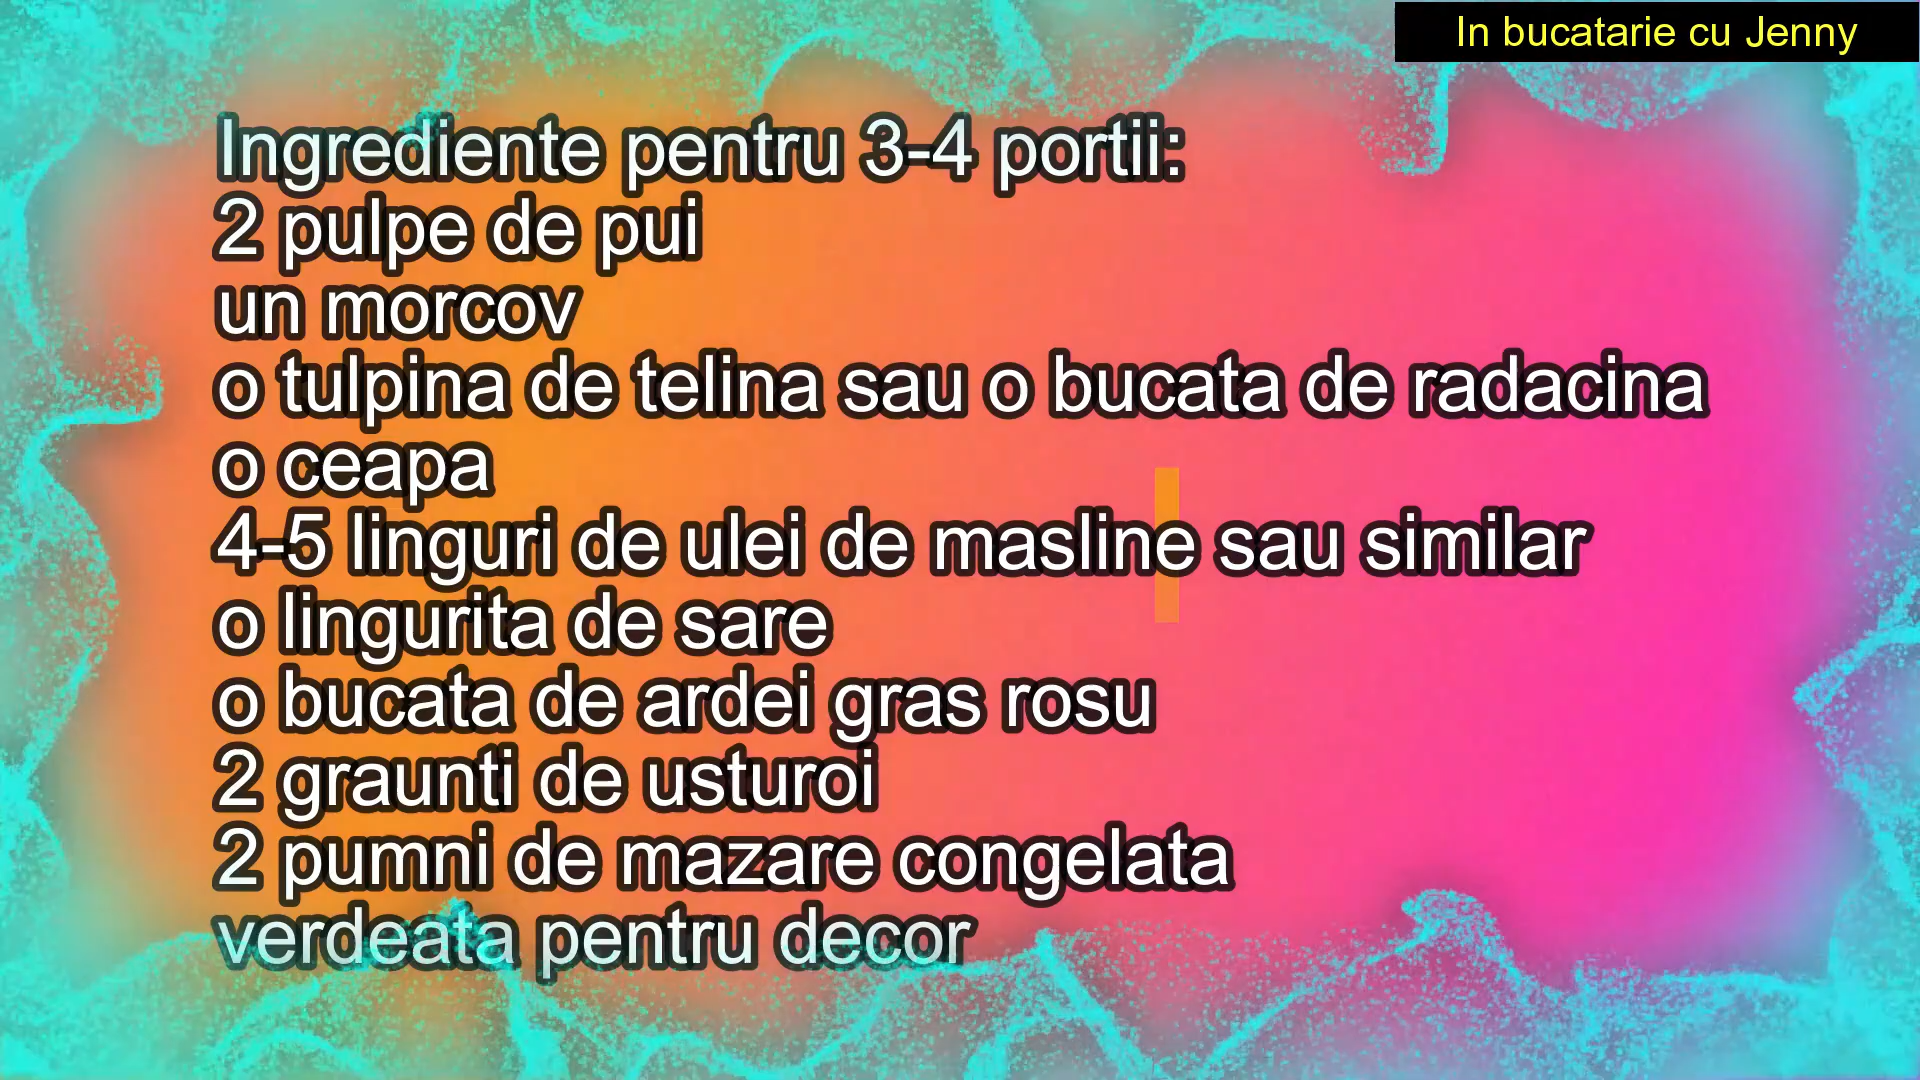 In bucatarie cu Jenny
Ingrediente pentru 3-4 portii:
2 pulpe de pui
un morcov
o tulpina de telina sau o bucata de radacina
o ceapa
4-5 linguri de ulei de masline sau similar
o lingurita de sare
o bucata de ardei gras rosu
2 graunti de usturoi
2 pumni de mazare congelata
verdeata pentru decor